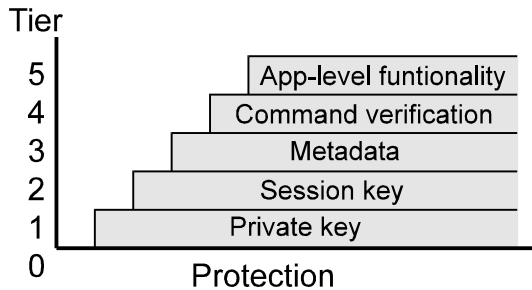 Tier
5 App-level funtionality
4 Command verification
3 Metadata
2 Session key
1 Private key
0
Protection